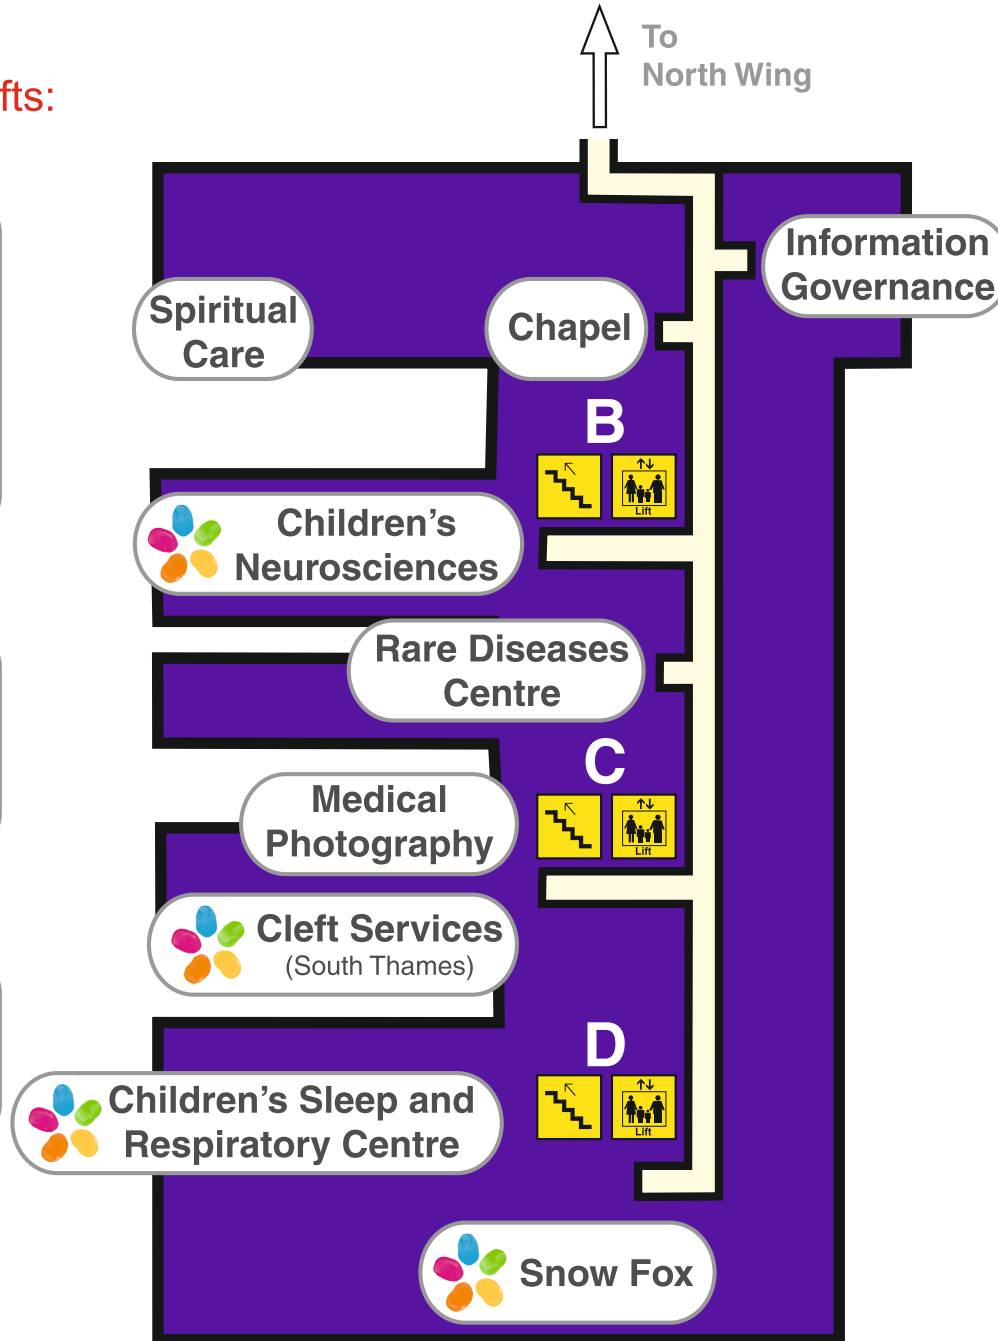 To
North Wing
fts:
Information
Governance
Spiritual
Care
Chapel
B
Lift
Children’s
Neurosciences
Rare Diseases
Centre
C
Lift
Medical
Photography
Cleft Services
(South Thames)
D
Lift
Children’s Sleep and
Respiratory Centre
Snow Fox